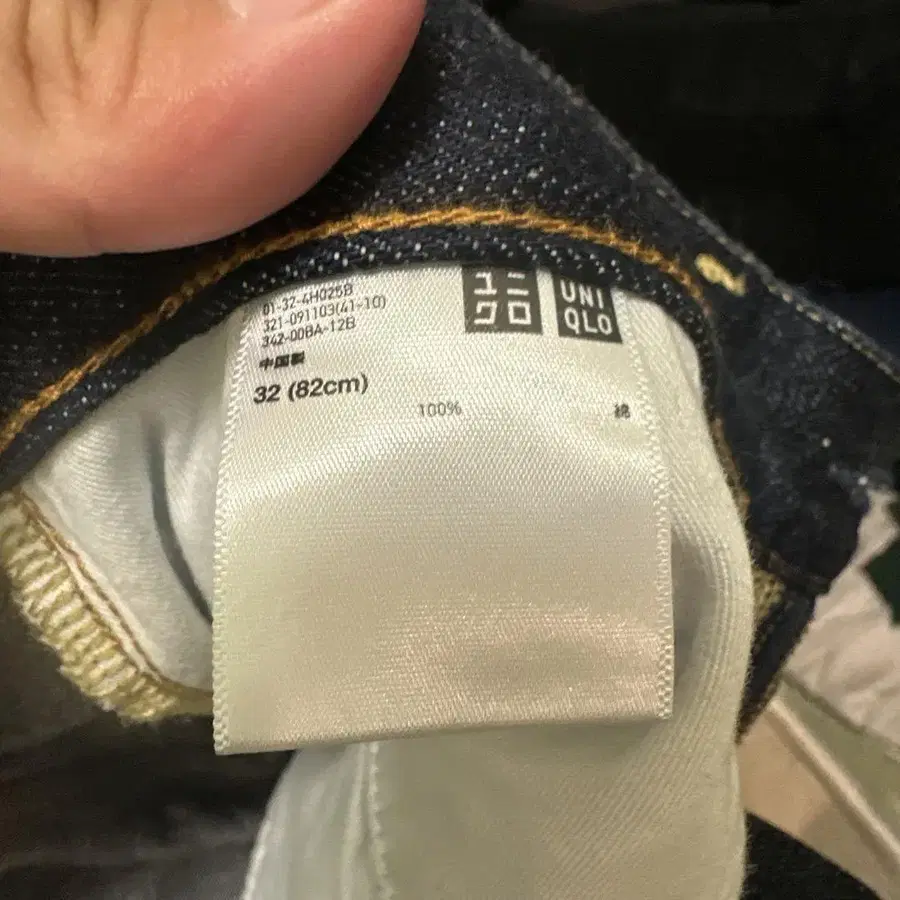 01-32-4H025B
321-091103(41-10)
342-008A-12B
中国製
32 (82cm)
100% 綿
ユニ
クロ
UNI
QLO